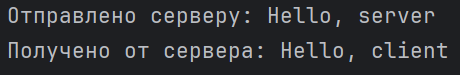 Отправлено серверу: Hello, server
Получено от сервера: Hello, client